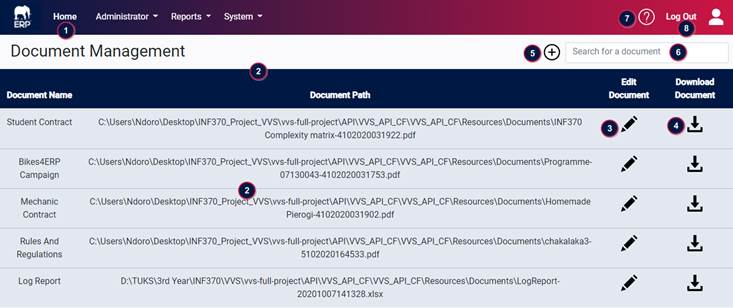 ERP
Home
Administrator
Reports
System
7
?
Log Out
1
8
Document Management
5
Search for a document
6
2
Document Name
Document Path
Edit
Document
Download
Document
Student Contract
C:\Users\Ndoro\Desktop\INF370_Project_VVS\vvs-full-project\API\VVS_API_CF\VVS_API_CF\Resources\Documents\INF370
Complexity matrix-4102020031922.pdf
3
4
Bikes4ERP
Campaign
C:\Users\Ndoro\Desktop\INF370_Project_VVS\vvs-full-project\API\VVS_API_CF\VVS_API_CF\Resources\Documents\Programme-
07130043-4102020031753.pdf
2
Mechanic
Contract
C:\Users\Ndoro\Desktop\INF370_Project_VVS\vvs-full-project\API\VVS_API_CF\VVS_API_CF\Resources\Documents\Homemade
Pierogi-4102020031902.pdf
Rules And
Regulations
C:\Users\Ndoro\Desktop\INF370_Project_VVS\vvs-full-project\API\VVS_API_CF\VVS_API_CF\Resources\Documents\chakalaka3-
5102020164533.pdf
Log Report
D:\TUKS\3rd Year\INF370\VVS\vvs-full-project\API\VVS_API_CF\VVS_API_CF\Resources\Documents\LogReport-
20201007141328.xlsx